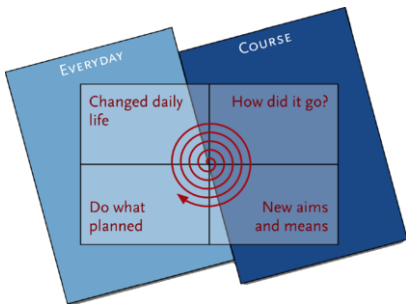 EVERYDAY
COURSE
Changed daily
life
How did it go?
Do what
planned
New aims
and means